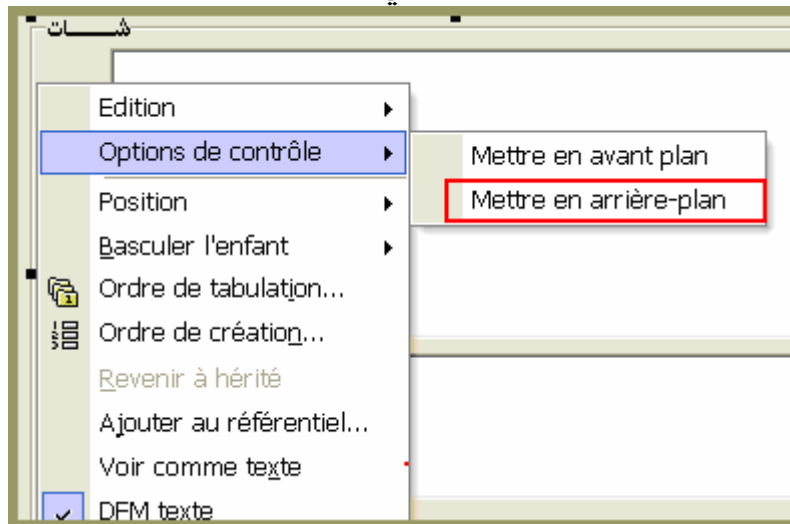 شـــــات
Edition
Options de contrôle
Mettre en avant plan
Mettre en arrière-plan
Position
Basculer l'enfant
Ordre de tabulation...
Ordre de création...
Revenir à hérité
Ajouter au référentiel...
Voir comme texte
DFM texte